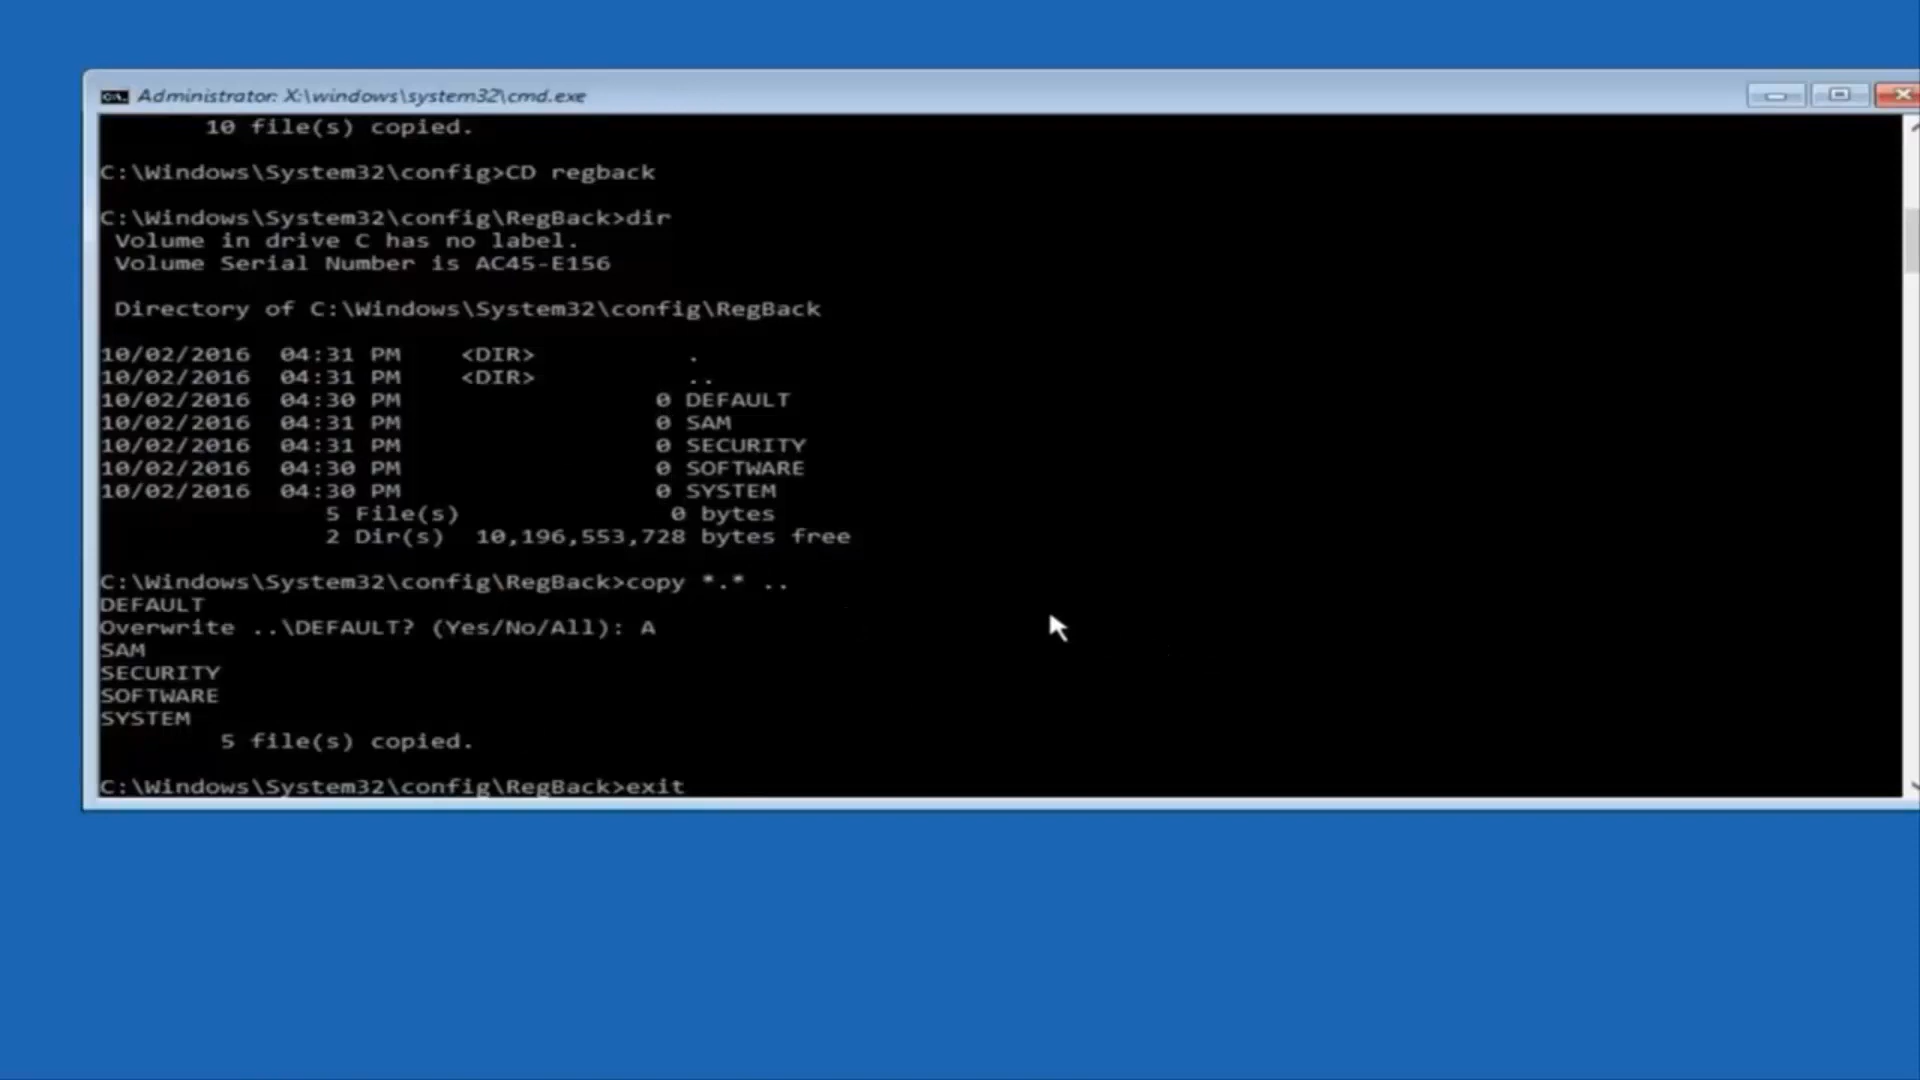 Administrator: X:\windows\system32\cmd.exe
10 file(s) copied.
C:\Windows\System32\config>CD regback
C:\Windows\System32\config\RegBack>dir
Volume in drive C has no label.
Volume Serial Number is AC45-E156
Directory of C:\Windows\System32\config\RegBack
10/02/2016 04:31 PM <DIR> .
10/02/2016 04:31 PM <DIR> ..
10/02/2016 04:30 PM 0 DEFAULT
10/02/2016 04:31 PM 0 SAM
10/02/2016 04:31 PM 0 SECURITY
10/02/2016 04:30 PM 0 SOFTWARE
10/02/2016 04:30 PM 0 SYSTEM
5 File(s) 0 bytes
2 Dir(s) 10,196,553,728 bytes free
C:\Windows\System32\config\RegBack>copy *.* ..
DEFAULT
Overwrite ..\DEFAULT? (Yes/No/All): A
SAM
SECURITY
SOFTWARE
SYSTEM
5 file(s) copied.
C:\Windows\System32\config\RegBack>exit